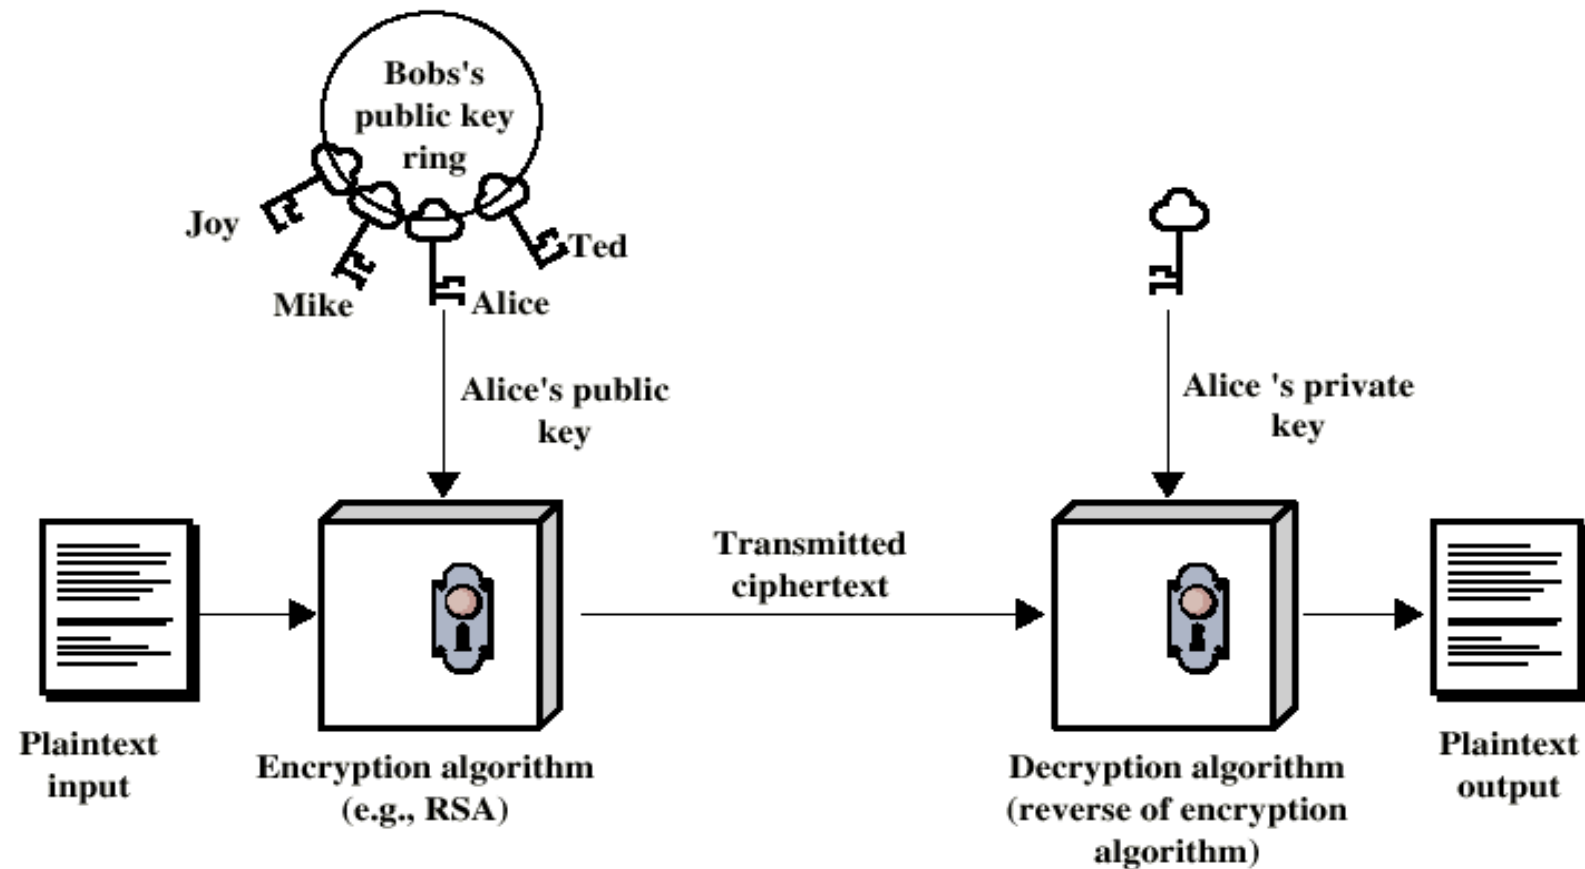 Bobs's
public key
ring
Joy
Ted
Mike
Alice
Alice's public
key
Alice 's private
key
Transmitted
ciphertext
Plaintext
input
Encryption algorithm
(e.g., RSA)
Decryption algorithm
(reverse of encryption
algorithm)
Plaintext
output